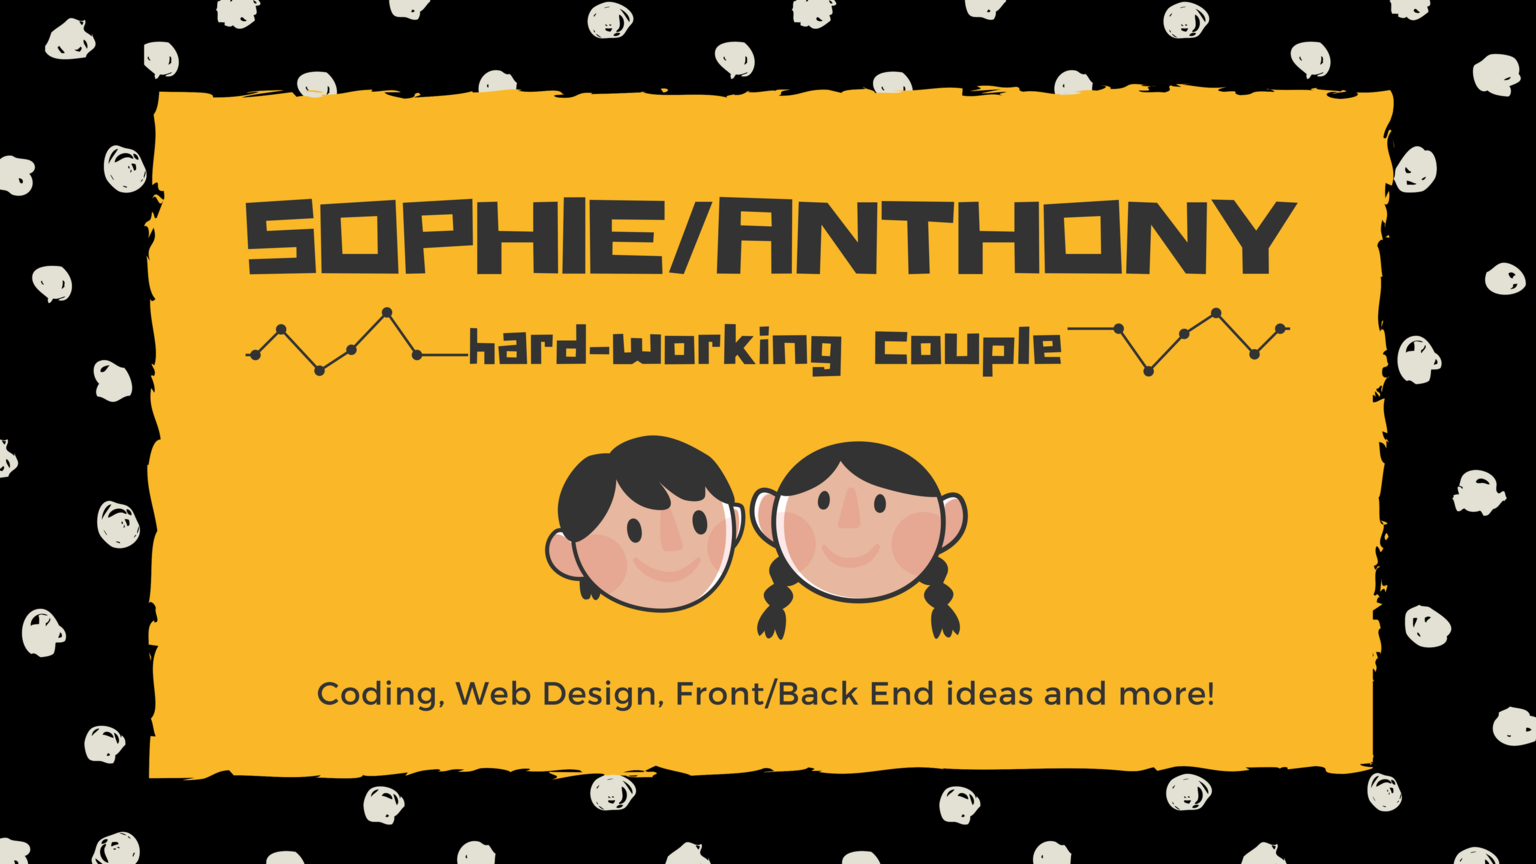 SOPHIE/ANTHONY
hard-working couple
Coding, Web Design, Front/Back End ideas and more!